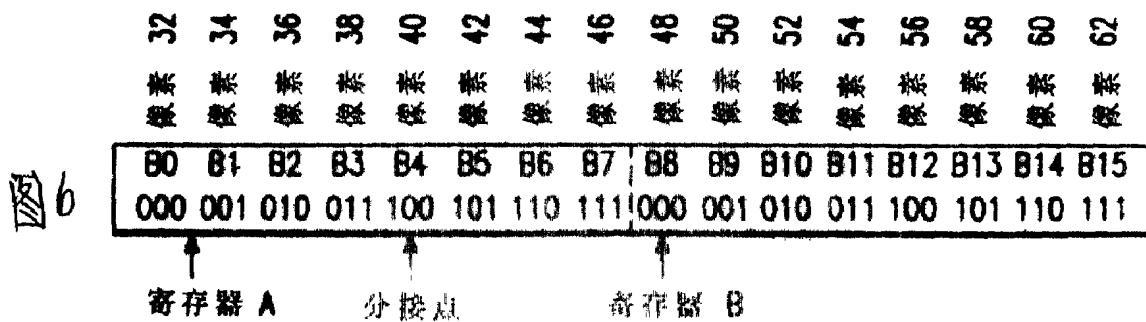 32 34 36 38 40 42 44 46 48 50 52 54 56 58 60 62
像素 像素 像素 像素 像素 像素 像素 像素 像素 像素 像素 像素 像素 像素 像素 像素
B0 B1 B2 B3 B4 B5 B6 B7 B8 B9 B10 B11 B12 B13 B14 B15
图6 000 001 010 011 100 101 110 111 000 001 010 011 100 101 110 111
寄存器 A 分接点 寄存器 B